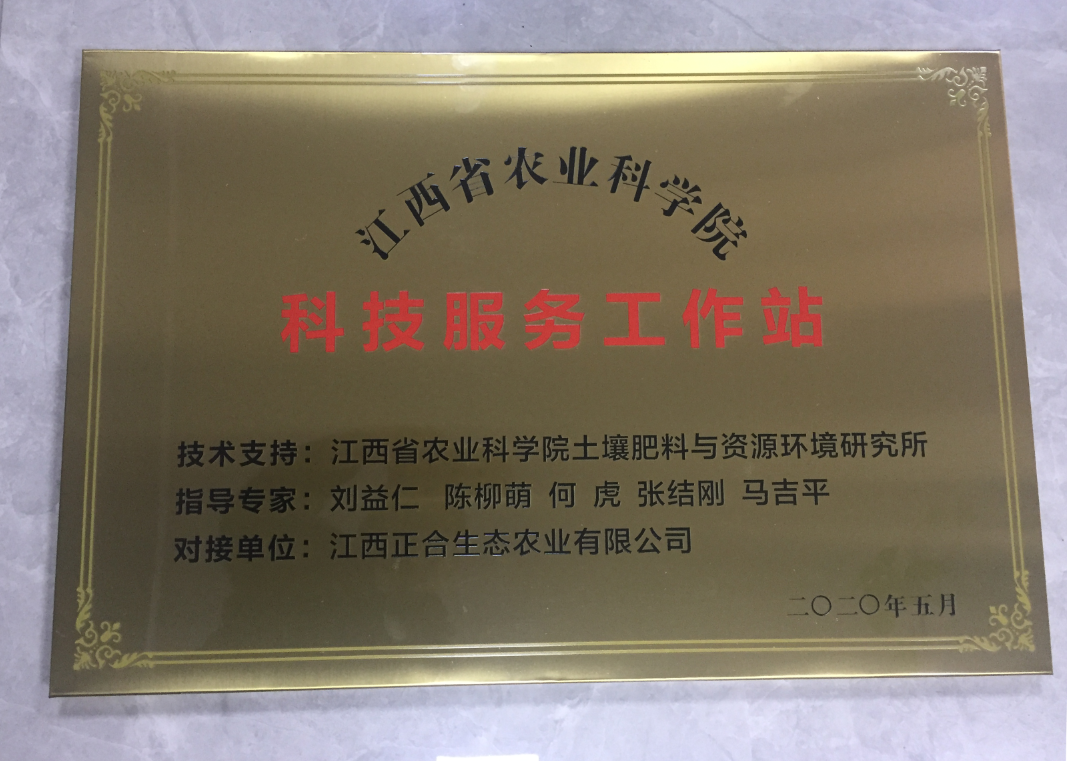 江西省农业科学院
科技服务工作站
技术支持：江西省农业科学院土壤肥料与资源环境研究所
指导专家：刘益仁 陈柳萌 何 虎 张结刚 马吉平
对接单位：江西正合生态农业有限公司
二〇二〇年五月